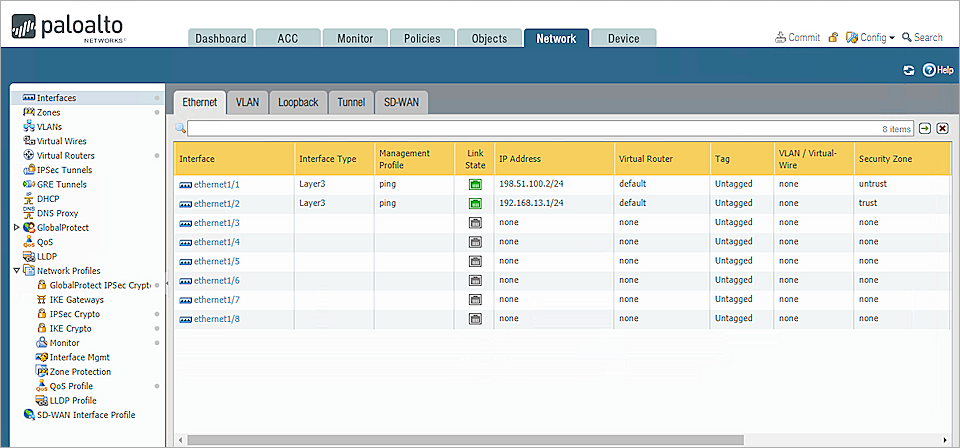 paloalto
NETWORKS®
Dashboard ACC Monitor Policies Objects Network Device
Commit Config Search
Help
Interfaces
Zones
VLANs
Virtual Wires
Virtual Routers
IPSec Tunnels
GRE Tunnels
DHCP
DNS Proxy
GlobalProtect
QoS
LLDP
Network Profiles
GlobalProtect IPSec Crypto
IKE Gateways
IPSec Crypto
IKE Crypto
Monitor
Interface Mgmt
Zone Protection
QoS Profile
LLDP Profile
SD-WAN Interface Profile
Ethernet VLAN Loopback Tunnel SD-WAN
8 items
Interface Interface Type Management Profile Link State IP Address Virtual Router Tag VLAN / Virtual-Wire Security Zone
ethernet1/1 Layer3 ping 198.51.100.2/24 default Untagged none untrust
ethernet1/2 Layer3 ping 192.168.13.1/24 default Untagged none trust
ethernet1/3 none none Untagged none none
ethernet1/4 none none Untagged none none
ethernet1/5 none none Untagged none none
ethernet1/6 none none Untagged none none
ethernet1/7 none none Untagged none none
ethernet1/8 none none Untagged none none